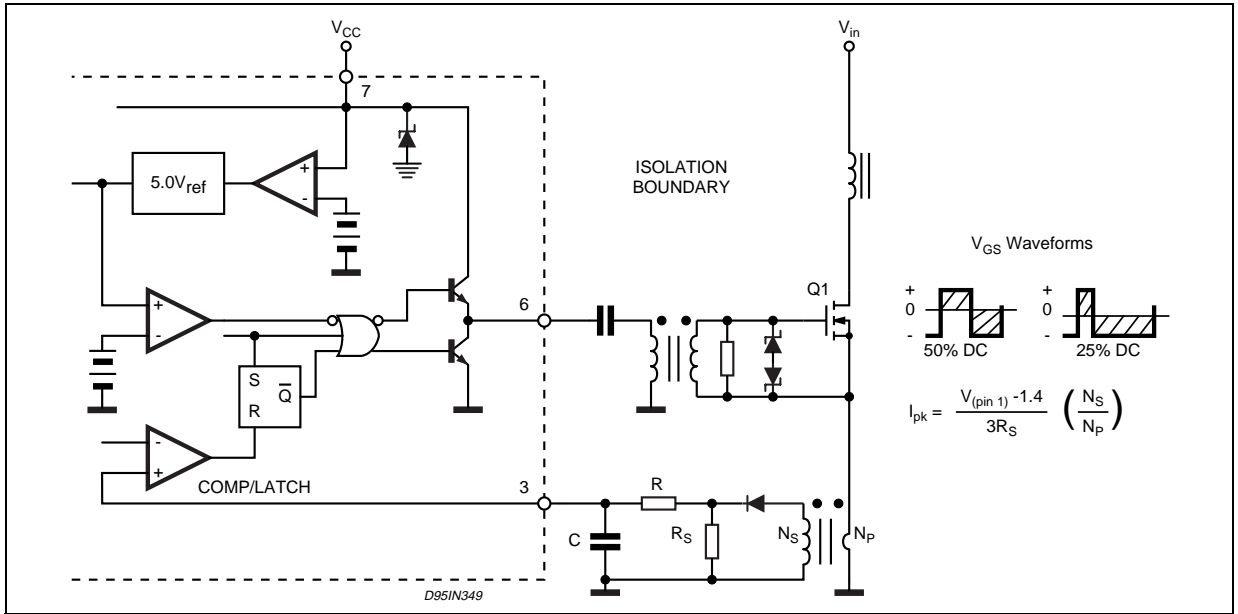 VCC
Vin
7
ISOLATION
BOUNDARY
5.0Vref
+
-
VGS Waveforms
Q1
+
0
-
50% DC
+
0
-
25% DC
6
+
-
S
R
Q̅
Ipk = V(pin 1) -1.4 / 3RS (NS / NP)
-
+
COMP/LATCH
3
R
C
RS
NS
NP
D95IN349